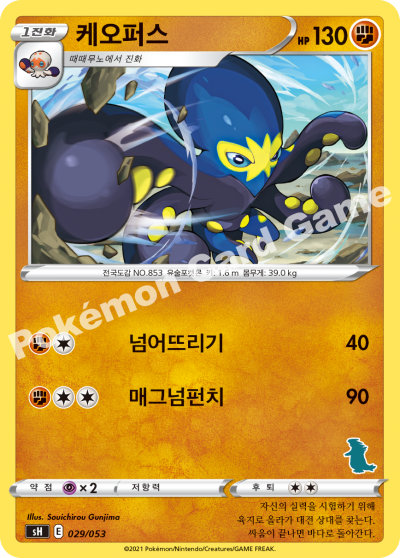 1진화
케오퍼스
HP 130
때때무노에서 진화
전국도감 NO.853 유술포켓몬 키: 1.6 m 몸무게: 39.0 kg
Pokémon Card Game
넘어뜨리기 40
매그넘펀치 90
약점 ×2 저항력 후퇴
Illus. Souichirou Gunjima
자신의 실력을 시험하기 위해
육지로 올라가 대전 상대를 찾는다.
싸움이 끝나면 바다로 돌아간다.
sH E 029/053
©2021 Pokémon/Nintendo/Creatures/GAME FREAK.